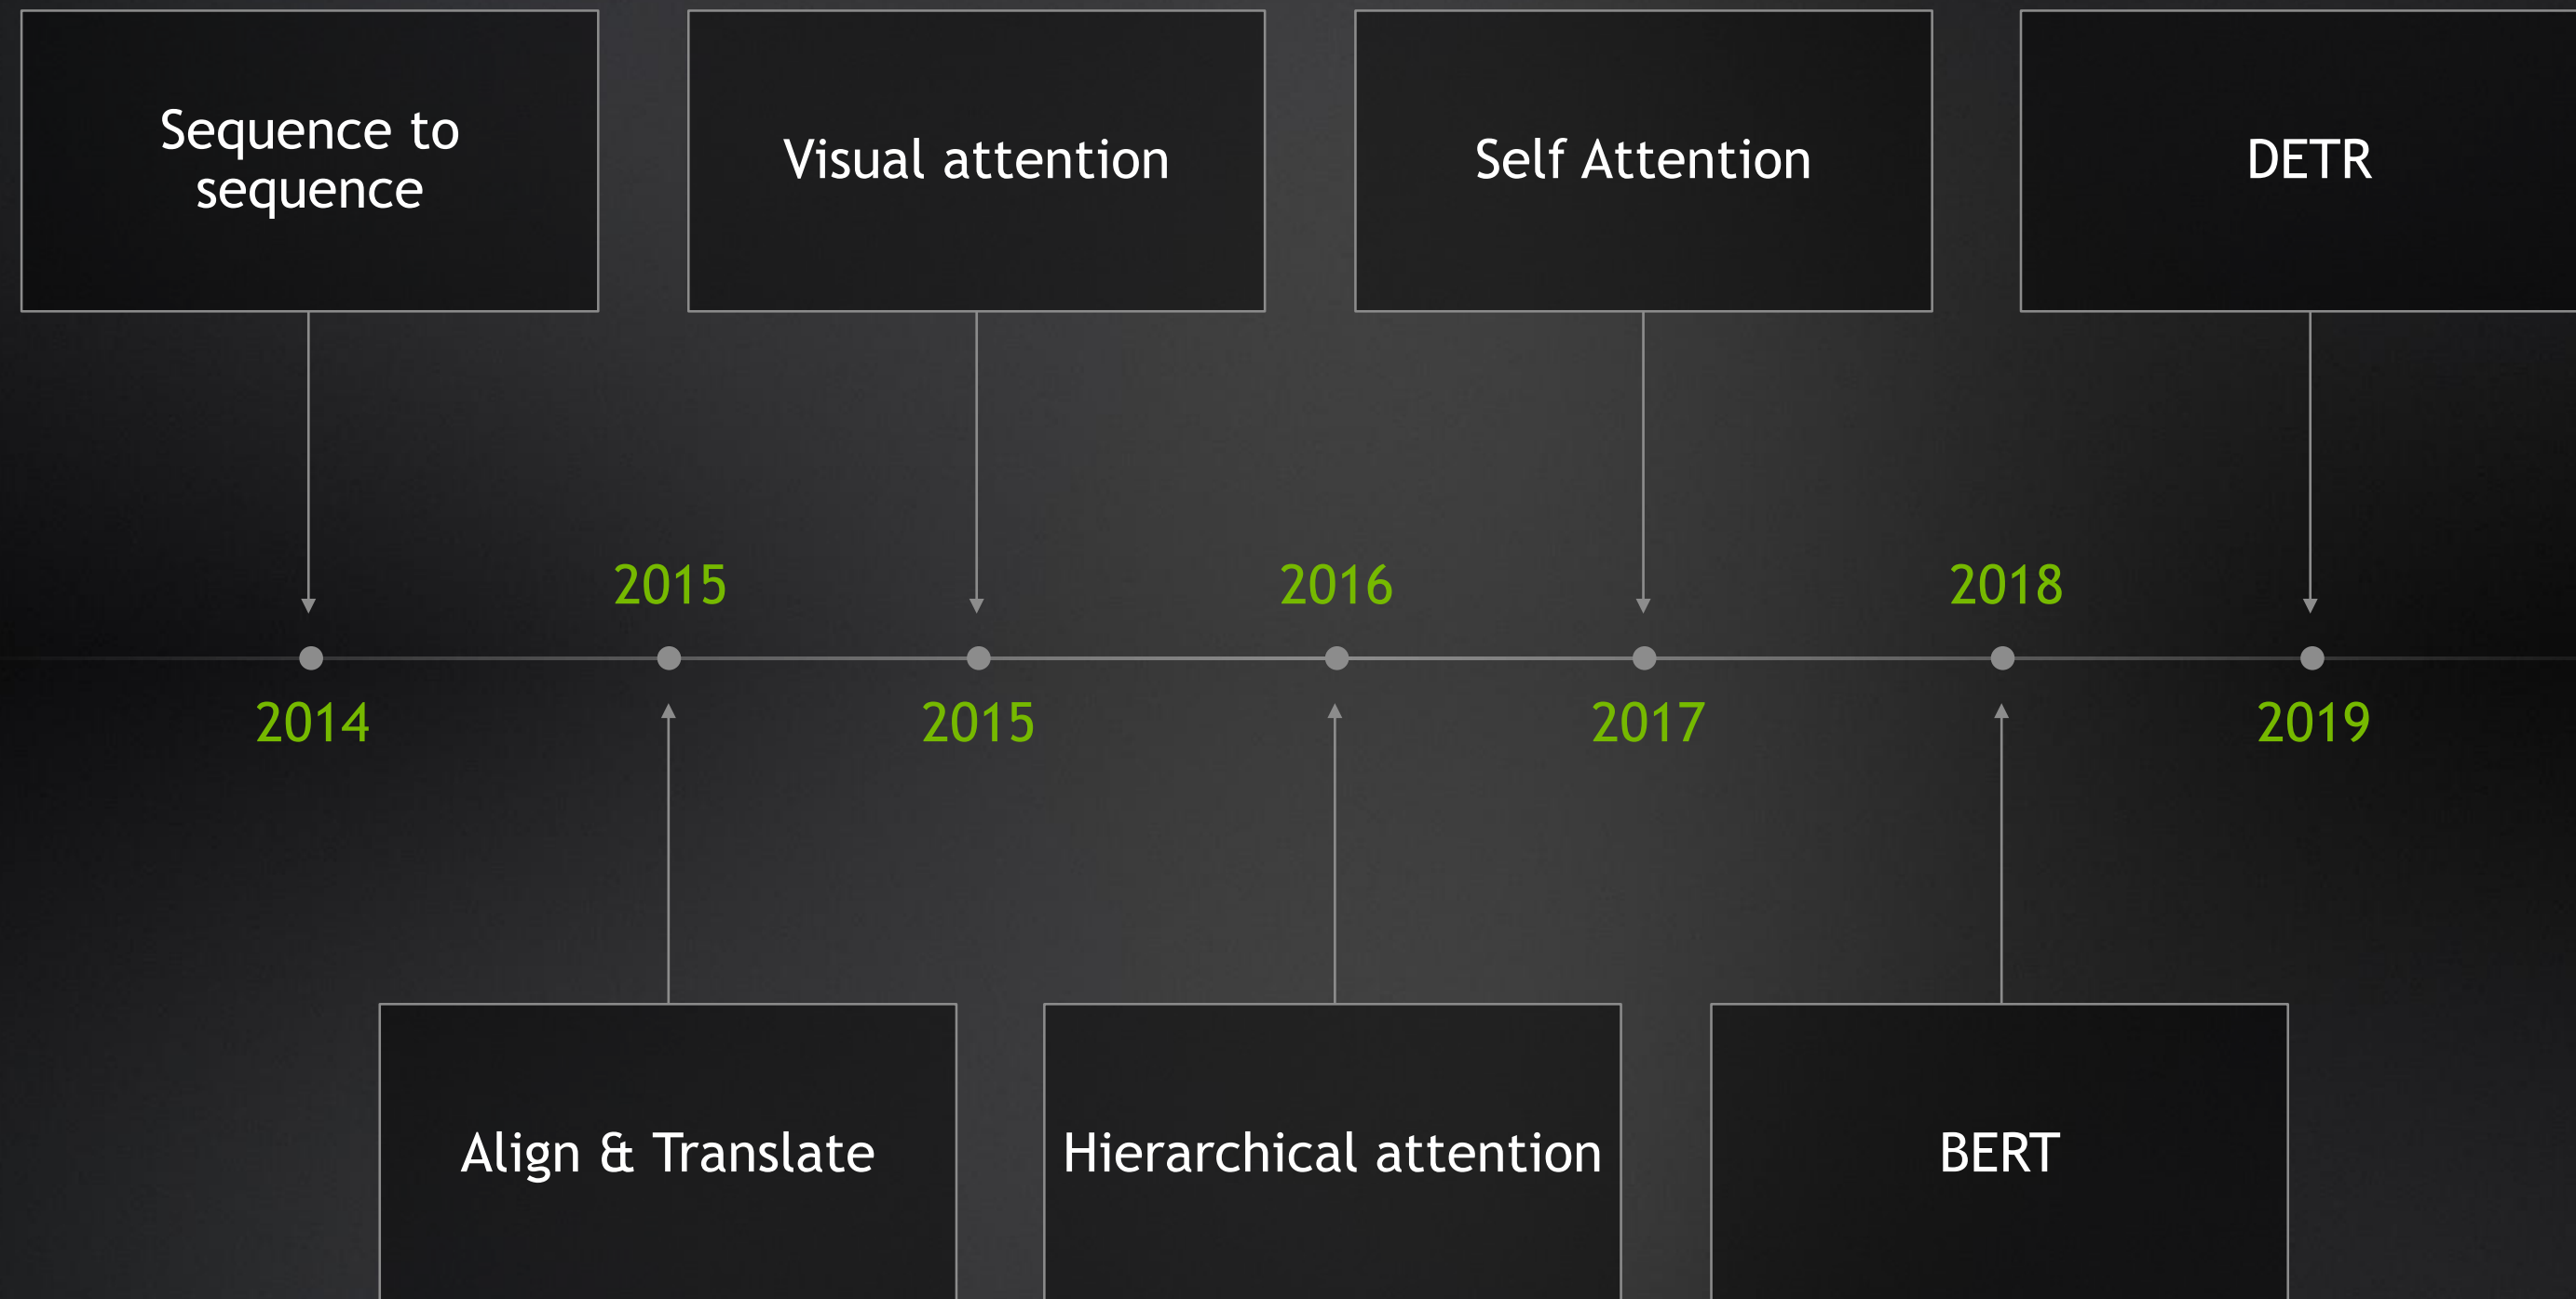 Sequence to
sequence
Visual attention
Self Attention
DETR
2015
2016
2018
2014
2015
2017
2019
Align & Translate
Hierarchical attention
BERT